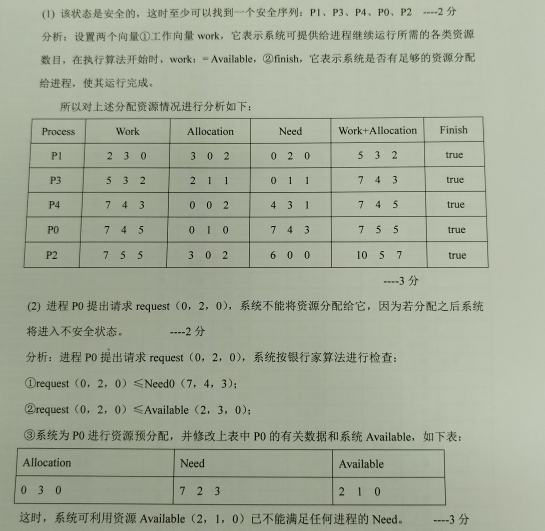 (1) 该状态是安全的，这时至少可以找到一个安全序列：P1、P3、P4、P0、P2 ----2 分
分析：设置两个向量①工作向量 work，它表示系统可提供给进程继续运行所需的各类资源
数目，在执行算法开始时，work：= Available，②finish，它表示系统是否有足够的资源分配
给进程，使其运行完成。
所以对上述分配资源情况进行分析如下：
Process Work Allocation Need Work+Allocation Finish
P1 2 3 0 3 0 2 0 2 0 5 3 2 true
P3 5 3 2 2 1 1 0 1 1 7 4 3 true
P4 7 4 3 0 0 2 4 3 1 7 4 5 true
P0 7 4 5 0 1 0 7 4 3 7 5 5 true
P2 7 5 5 3 0 2 6 0 0 10 5 7 true
----3 分
(2) 进程 P0 提出请求 request（0，2，0），系统不能将资源分配给它，因为若分配之后系统
将进入不安全状态。 ----2 分
分析：进程 P0 提出请求 request（0，2，0），系统按银行家算法进行检查：
①request（0，2，0）≤Need0（7，4，3）；
②request（0，2，0）≤Available（2，3，0）；
③系统为 P0 进行资源预分配，并修改上表中 P0 的有关数据和系统 Available，如下表：
Allocation Need Available
0 3 0 7 2 3 2 1 0
这时，系统可利用资源 Available（2，1，0）已不能满足任何进程的 Need。 ----3 分